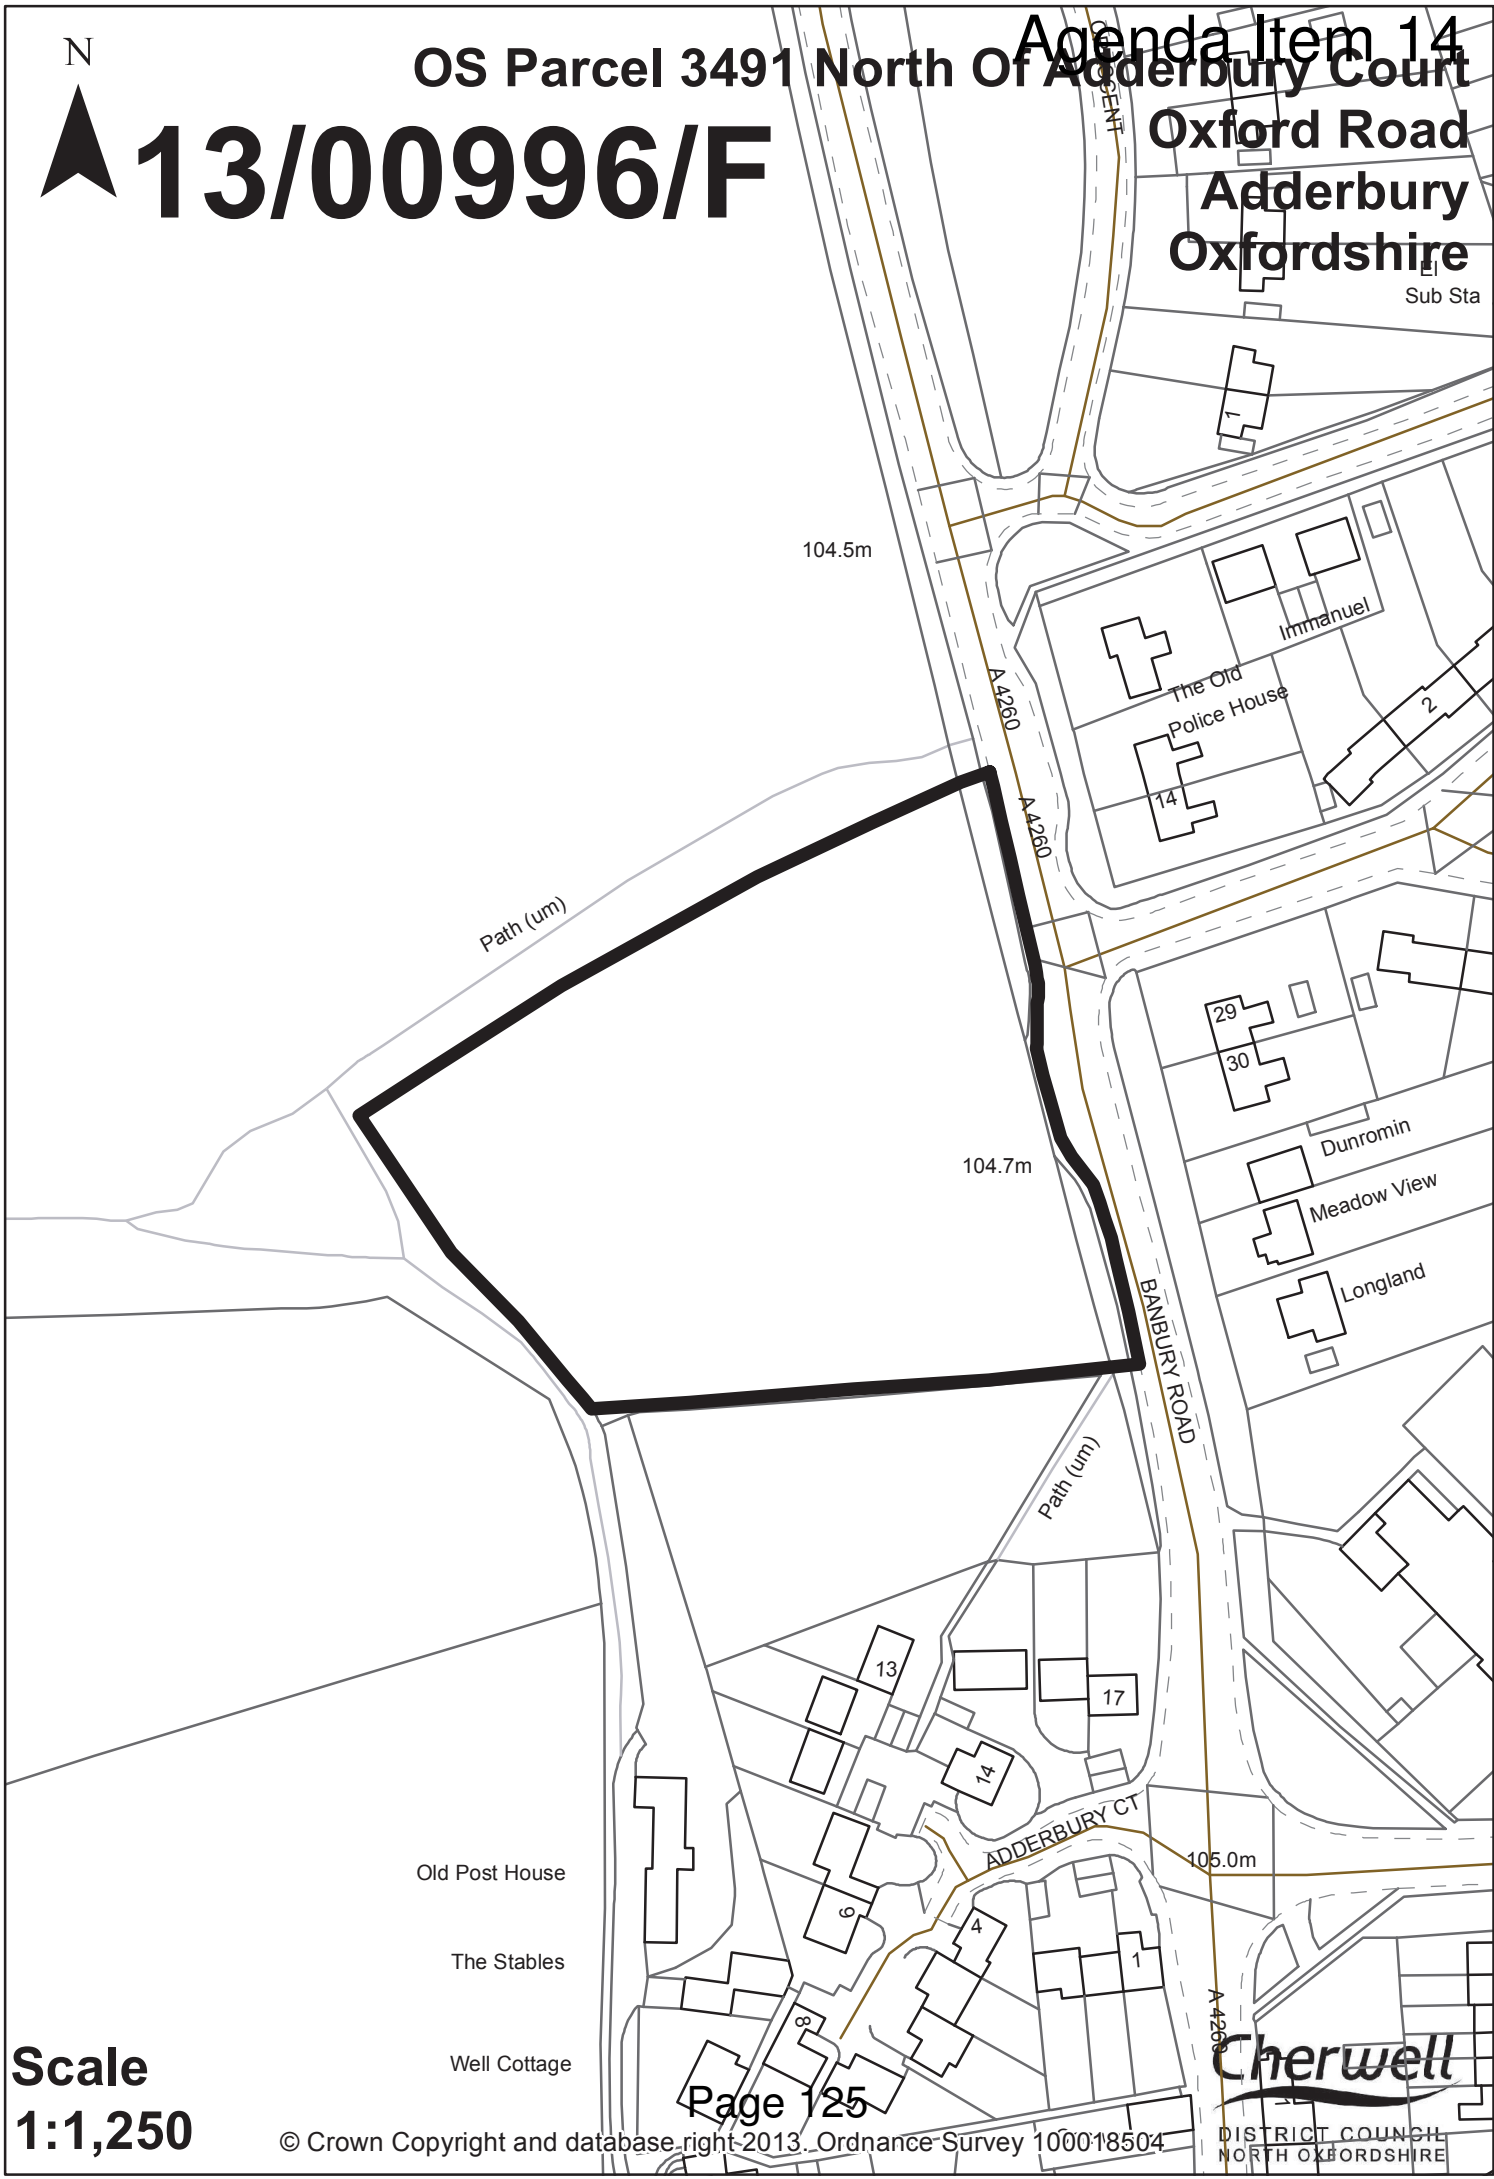 Agenda Item 14
N
OS Parcel 3491 North Of Adderbury Court
Oxford Road
Adderbury
Oxfordshire
13/00996/F
El
Sub Sta
1
104.5m
Immanuel
The Old
Police House
A 4260
2
14
A 4260
Path (um)
29
30
104.7m
Dunromin
Meadow View
Longland
BANBURY ROAD
Path (um)
13
17
14
ADDERBURY CT
105.0m
Old Post House
9
4
1
The Stables
8
A 4260
Well Cottage
Scale
1:1,250
Page 125
© Crown Copyright and database right 2013. Ordnance Survey 100018504
Cherwell
DISTRICT COUNCIL
NORTH OXFORDSHIRE